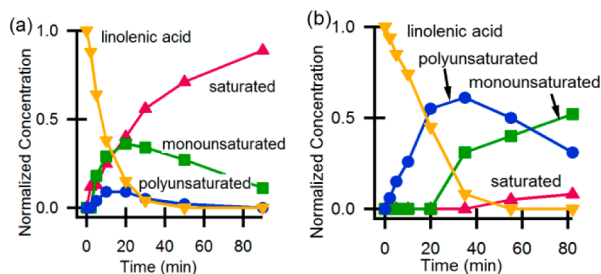 (a)
1.0
0.5
0.0
Normalized Concentration
linolenic acid
saturated
monounsaturated
polyunsaturated
0 20 40 60 80
Time (min)
(b)
1.0
0.5
0.0
Normalized Concentration
linolenic acid
polyunsaturated
monounsaturated
saturated
0 20 40 60 80
Time (min)